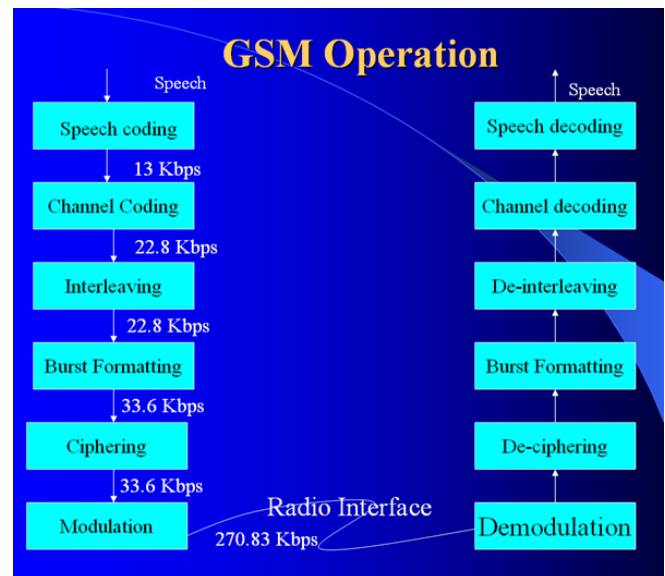 GSM Operation
Speech
Speech coding
13 Kbps
Channel Coding
22.8 Kbps
Interleaving
22.8 Kbps
Burst Formatting
33.6 Kbps
Ciphering
33.6 Kbps
Modulation
Radio Interface
270.83 Kbps
Speech
Speech decoding
Channel decoding
De-interleaving
Burst Formatting
De-ciphering
Demodulation